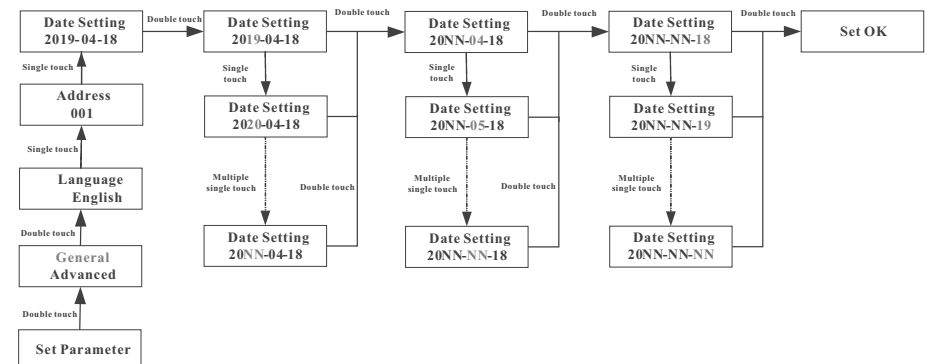 Date Setting
2019-04-18
Double touch
Date Setting
2019-04-18
Double touch
Date Setting
20NN-04-18
Double touch
Date Setting
20NN-NN-18
Double touch
Set OK
Single touch
Single
touch
Single
touch
Single
touch
Address
001
Date Setting
2020-04-18
Date Setting
20NN-05-18
Date Setting
20NN-NN-19
Single touch
Language
English
Multiple
single touch
Double touch
Multiple
single touch
Double touch
Multiple
single touch
Double touch
Date Setting
20NN-04-18
Date Setting
20NN-NN-18
Date Setting
20NN-NN-NN
General
Advanced
Double touch
Set Parameter